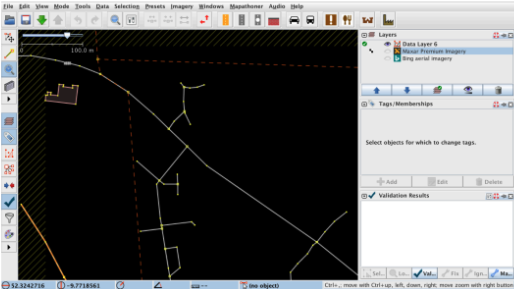 File Edit View Mode Tools Data Selection Presets Imagery Windows Mapathoner Audio Help
100.0 m
Layers
Data Layer 6
Maxar Premium Imagery
Bing aerial imagery
Tags/Memberships
Select objects for which to change tags.
Add Edit Delete
Validation Results
Sel... Lo... Val... Fix Ign... Ma...
52.5242716 -9.7718561 (no object) Ctrl+,, move with Ctrl+up, left, down, right; move zoom with right button